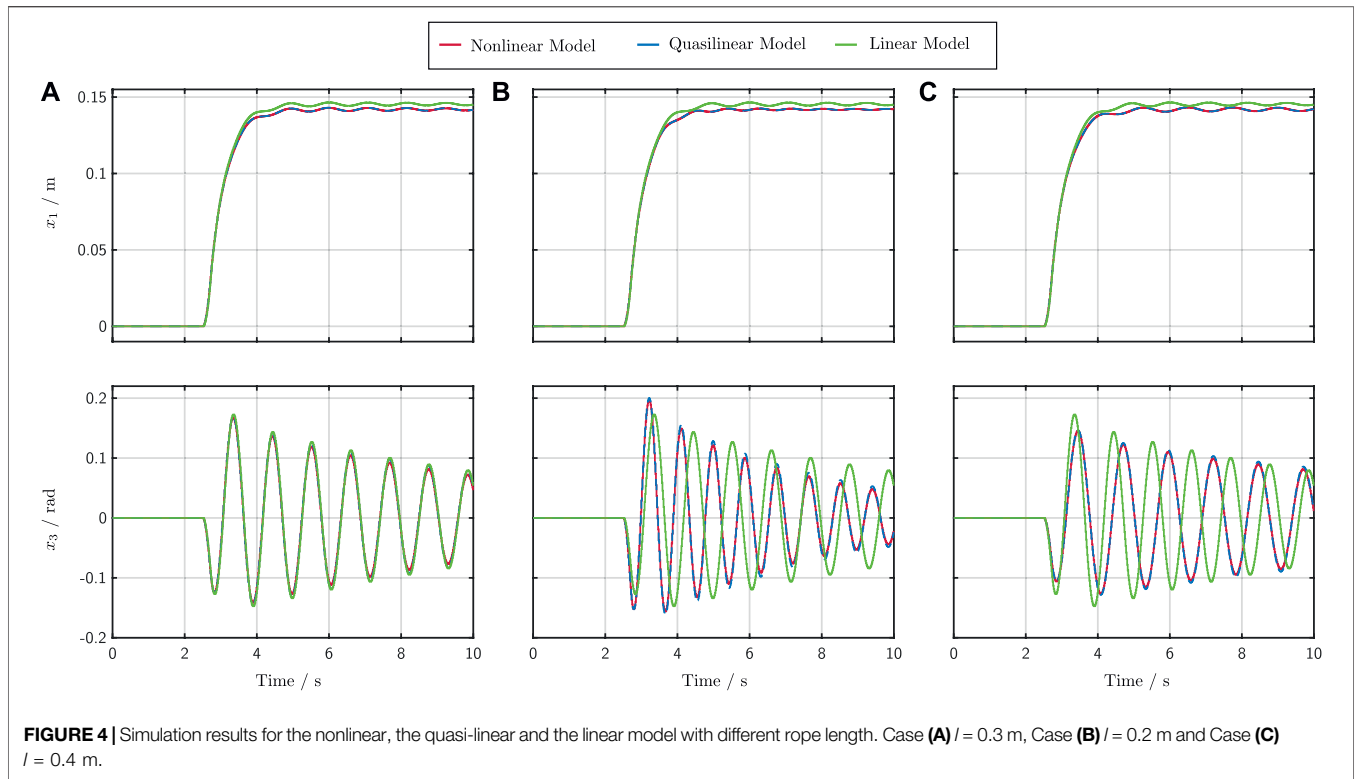 Nonlinear Model Quasilinear Model Linear Model
A B C
0.15
0.1
0.05
0
x₁ / m
0.2
0.1
0
-0.1
-0.2
x₃ / rad
0 2 4 6 8 10 0 2 4 6 8 10 0 2 4 6 8 10
Time / s Time / s Time / s
FIGURE 4 | Simulation results for the nonlinear, the quasi-linear and the linear model with different rope length. Case (A) l = 0.3 m, Case (B) l = 0.2 m and Case (C)
l = 0.4 m.